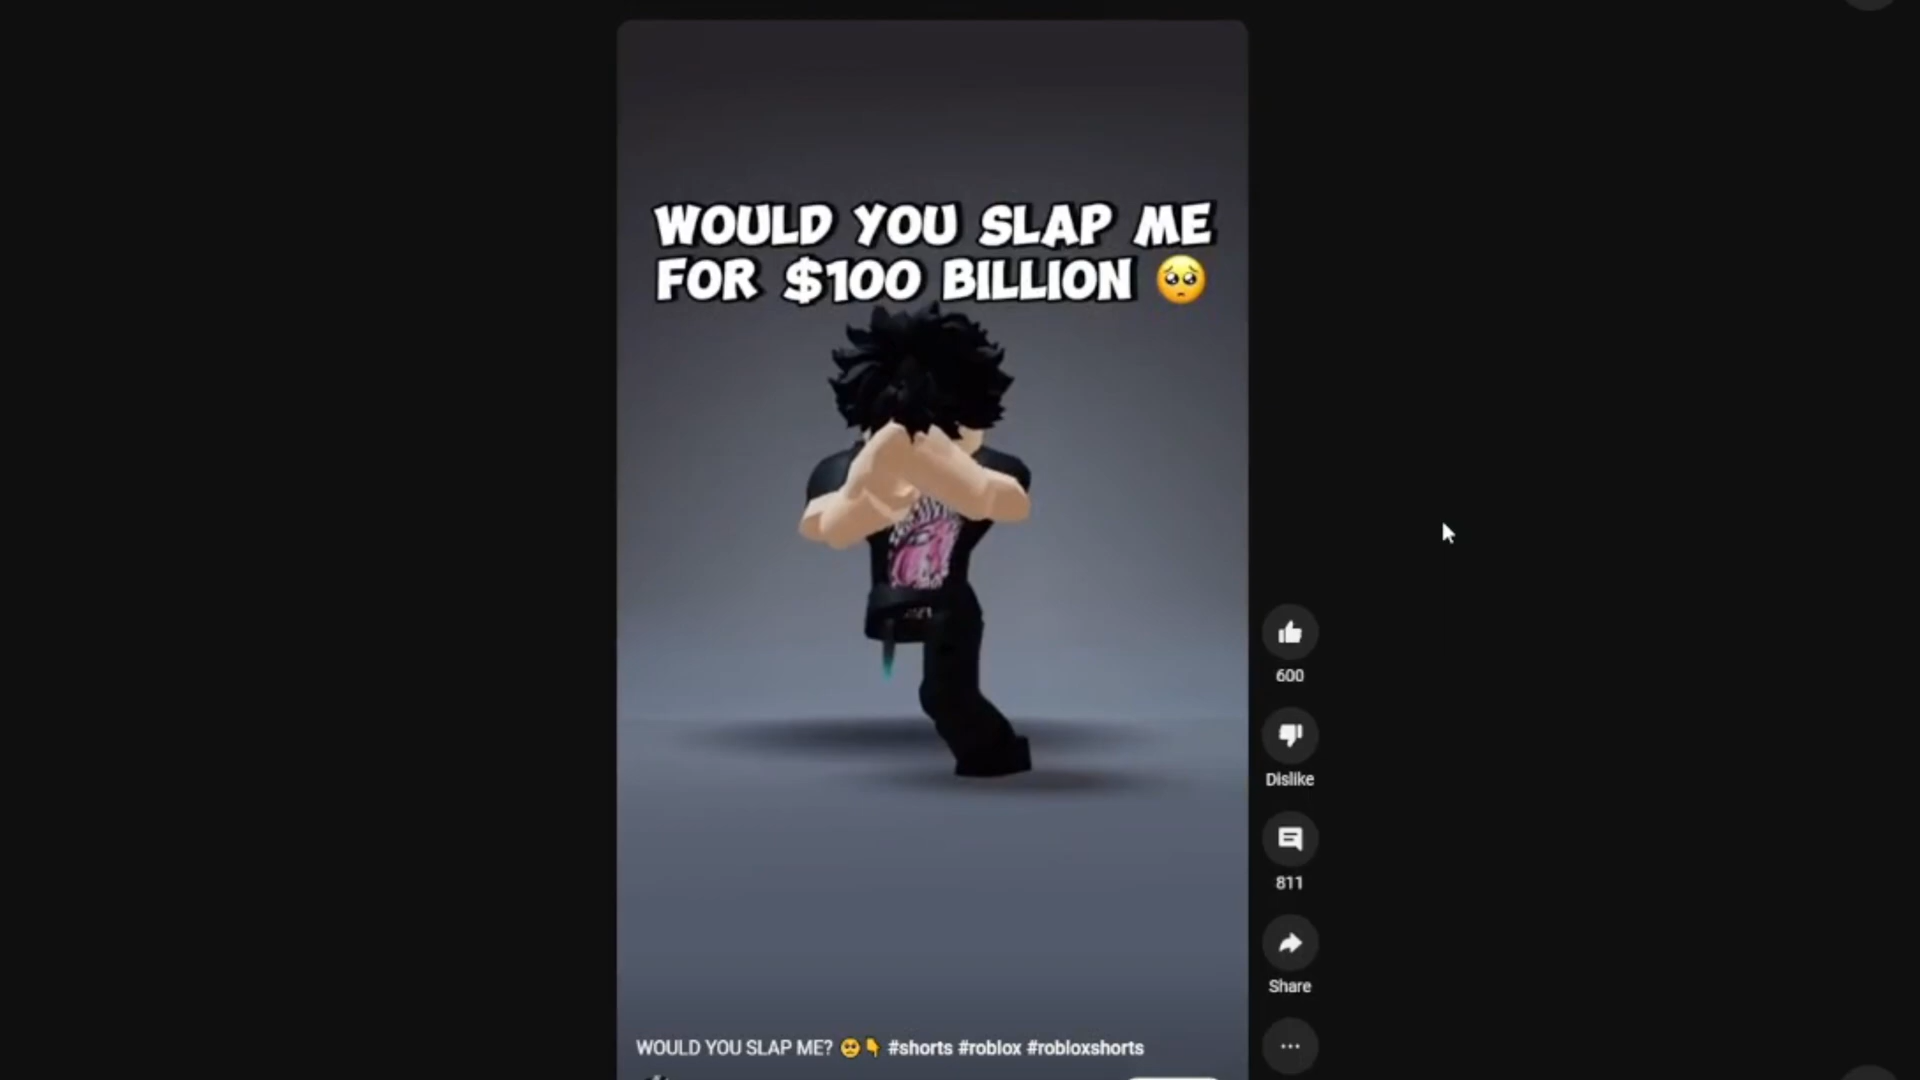 WOULD YOU SLAP ME
FOR $100 BILLION 🥺
600
Dislike
811
Share
WOULD YOU SLAP ME? 🥺👇 #shorts #roblox #robloxshorts